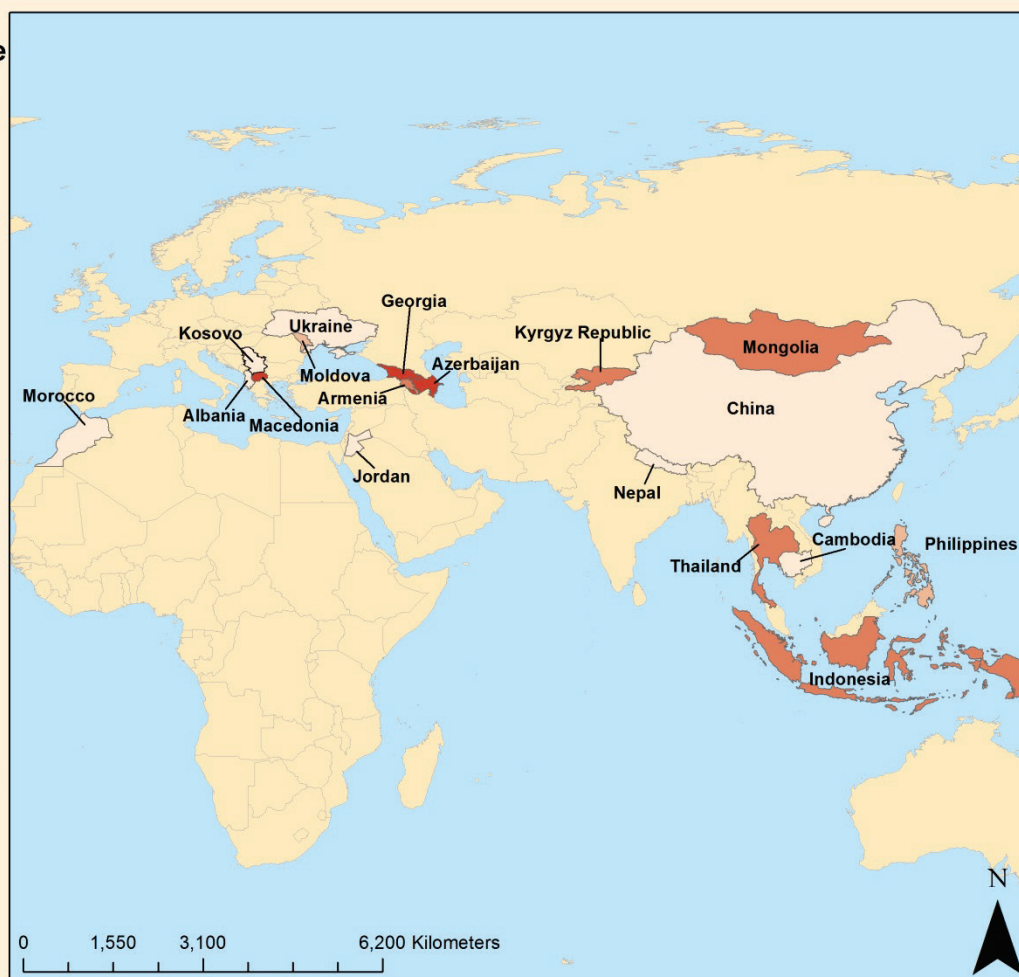 e
Georgia
Kosovo
Ukraine
Kyrgyz Republic
Mongolia
Moldova
Azerbaijan
Morocco
Armenia
Albania
Macedonia
China
Jordan
Nepal
Cambodia
Philippines
Thailand
Indonesia
N
0 1,550 3,100 6,200 Kilometers